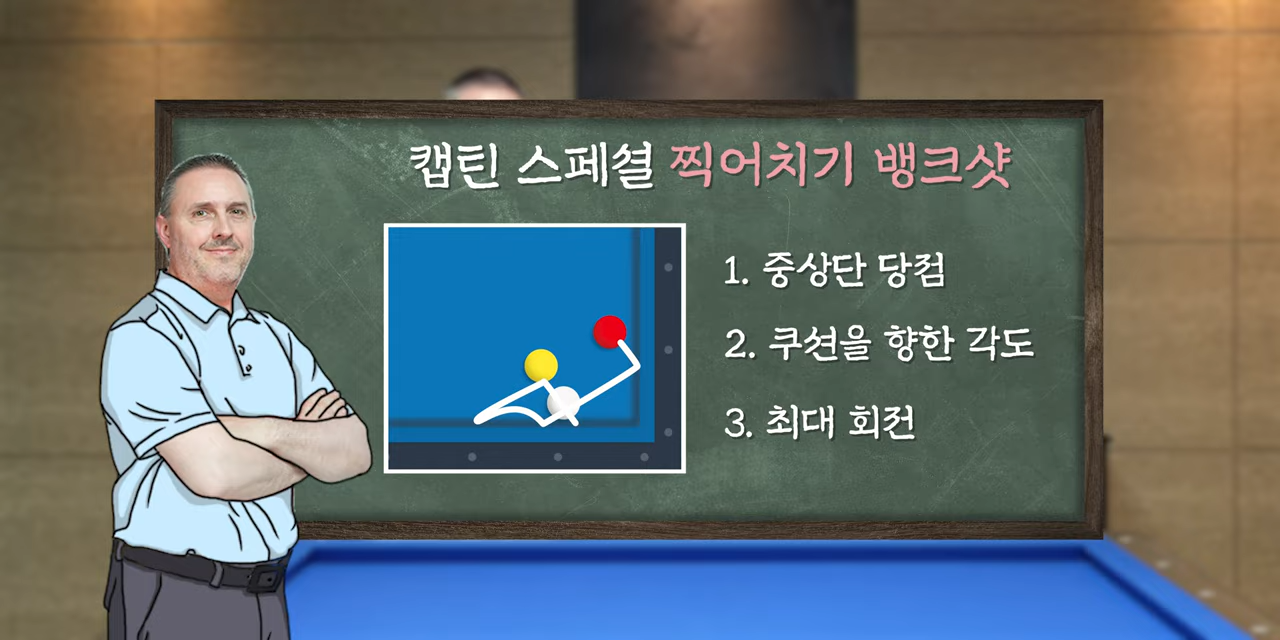 캡틴 스페셜 찍어치기 뱅크샷
1. 중상단 당점
2. 쿠션을 향한 각도
3. 최대 회전